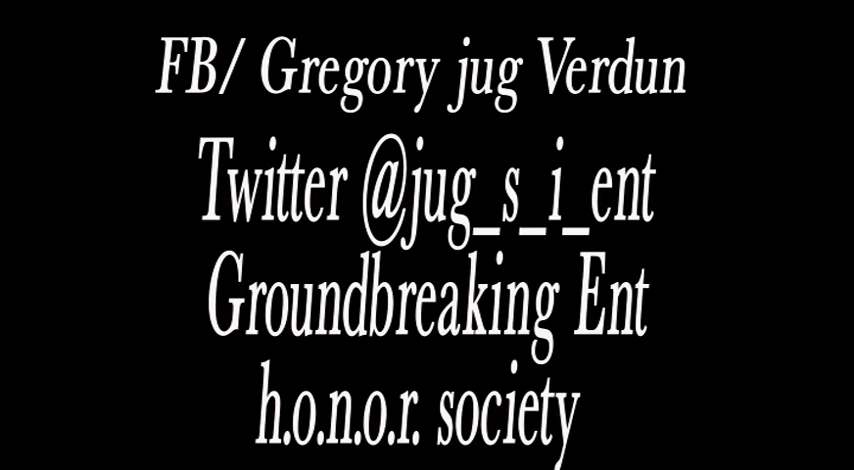 FB/ Gregory jug Verdun
Twitter @jug_s_i_ent
Groundbreaking Ent
h.o.n.o.r. society